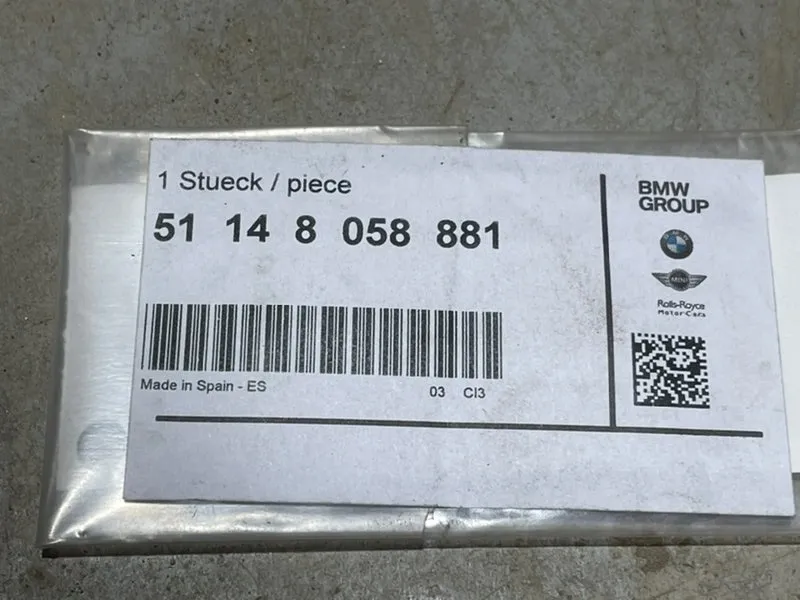 1 Stueck / piece
51 14 8 058 881
Made in Spain - ES
03 CI3
BMW
GROUP
MINI
Rolls-Royce
Motor Cars